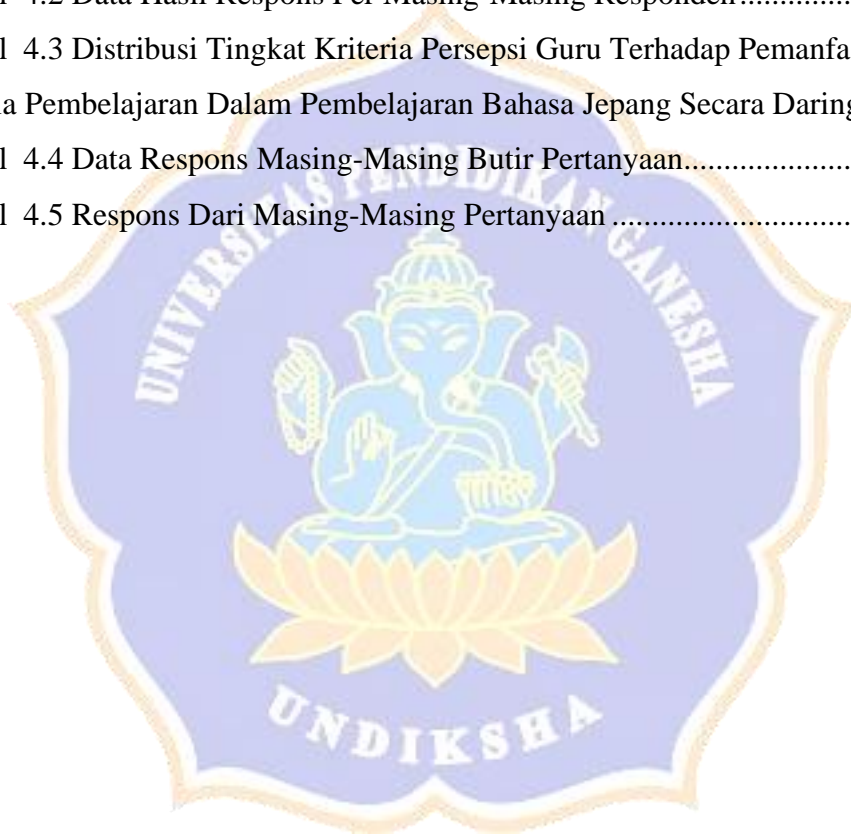 l 4.2 Data Hasil Respons Per Masing-Masing Responden..............
l 4.3 Distribusi Tingkat Kriteria Persepsi Guru Terhadap Pemanfa
a Pembelajaran Dalam Pembelajaran Bahasa Jepang Secara Daring
l 4.4 Data Respons Masing-Masing Butir Pertanyaan....................
l 4.5 Respons Dari Masing-Masing Pertanyaan ............................
UNIVERSITAS PENDIDIKAN GANESHA
UNDIKSHA